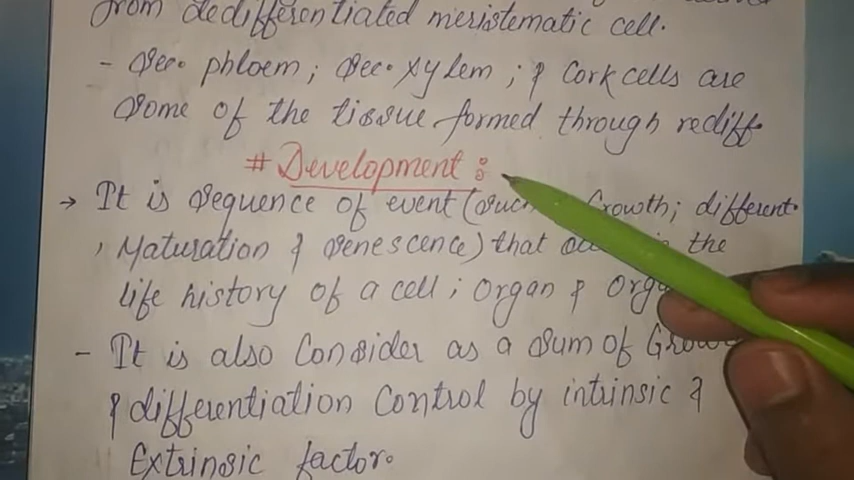 from dedifferentiated meristematic cell.
- Sec. phloem; Sec. xylem; & Cork cells are
Some of the tissue formed through rediff.
# Development :
→ It is Sequence of event (Such Growth; different.
, Maturation & Senescence) that in the
life history of a cell; Organ &
- It is also Consider as a Sum of
& differentiation Control by intrinsic &
Extrinsic factor.